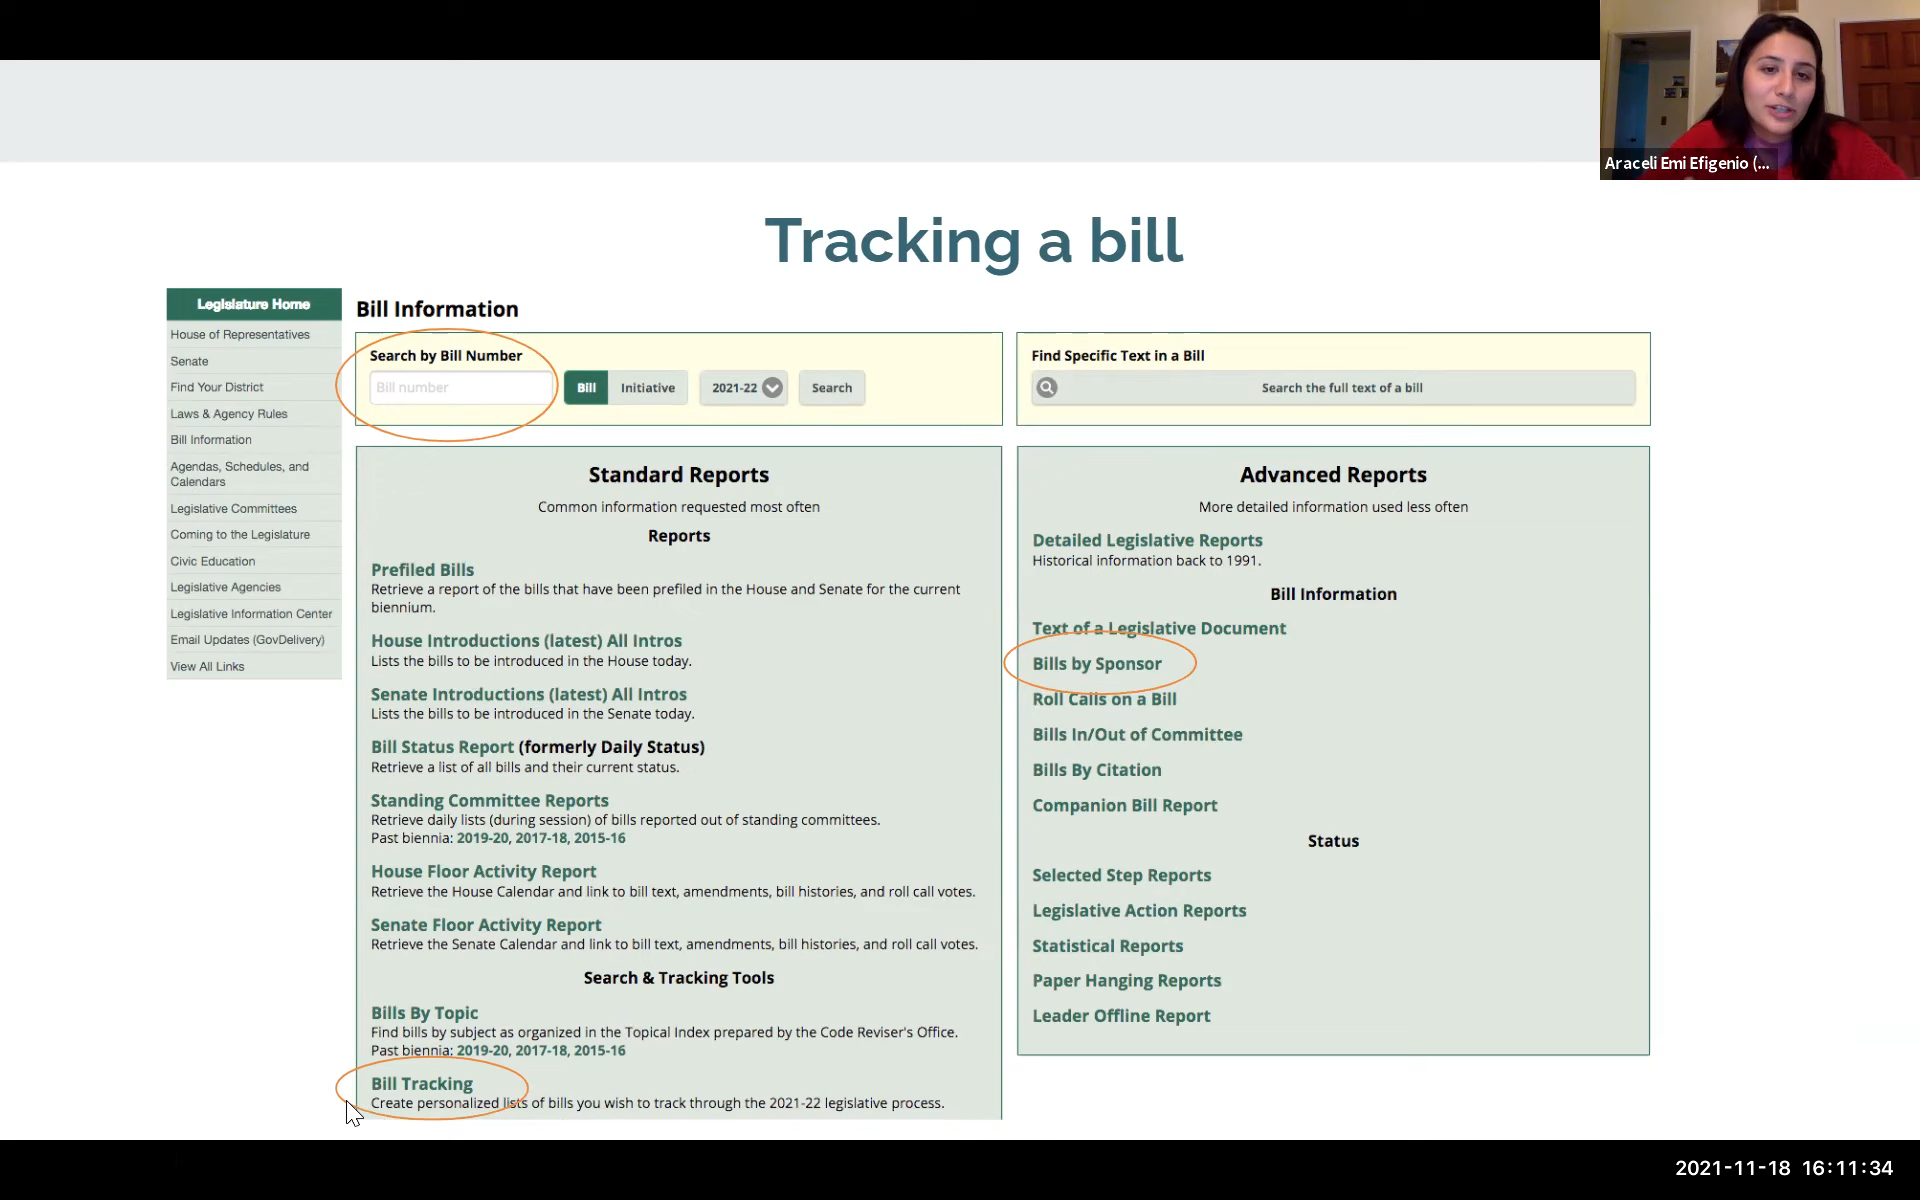 Araceli Emi Efigenio (...
Tracking a bill
Legislature Home
House of Representatives
Senate
Find Your District
Laws & Agency Rules
Bill Information
Agendas, Schedules, and
Calendars
Legislative Committees
Coming to the Legislature
Civic Education
Legislative Agencies
Legislative Information Center
Email Updates (GovDelivery)
View All Links
Bill Information
Search by Bill Number
Bill number
Bill Initiative 2021-22 Search
Find Specific Text in a Bill
Search the full text of a bill
Standard Reports
Common information requested most often
Reports
Prefiled Bills
Retrieve a report of the bills that have been prefiled in the House and Senate for the current
biennium.
House Introductions (latest) All Intros
Lists the bills to be introduced in the House today.
Senate Introductions (latest) All Intros
Lists the bills to be introduced in the Senate today.
Bill Status Report (formerly Daily Status)
Retrieve a list of all bills and their current status.
Standing Committee Reports
Retrieve daily lists (during session) of bills reported out of standing committees.
Past biennia: 2019-20, 2017-18, 2015-16
House Floor Activity Report
Retrieve the House Calendar and link to bill text, amendments, bill histories, and roll call votes.
Senate Floor Activity Report
Retrieve the Senate Calendar and link to bill text, amendments, bill histories, and roll call votes.
Search & Tracking Tools
Bills By Topic
Find bills by subject as organized in the Topical Index prepared by the Code Reviser's Office.
Past biennia: 2019-20, 2017-18, 2015-16
Bill Tracking
Create personalized lists of bills you wish to track through the 2021-22 legislative process.
Advanced Reports
More detailed information used less often
Detailed Legislative Reports
Historical information back to 1991.
Bill Information
Text of a Legislative Document
Bills by Sponsor
Roll Calls on a Bill
Bills In/Out of Committee
Bills By Citation
Companion Bill Report
Status
Selected Step Reports
Legislative Action Reports
Statistical Reports
Paper Hanging Reports
Leader Offline Report
2021-11-18 16:11:34